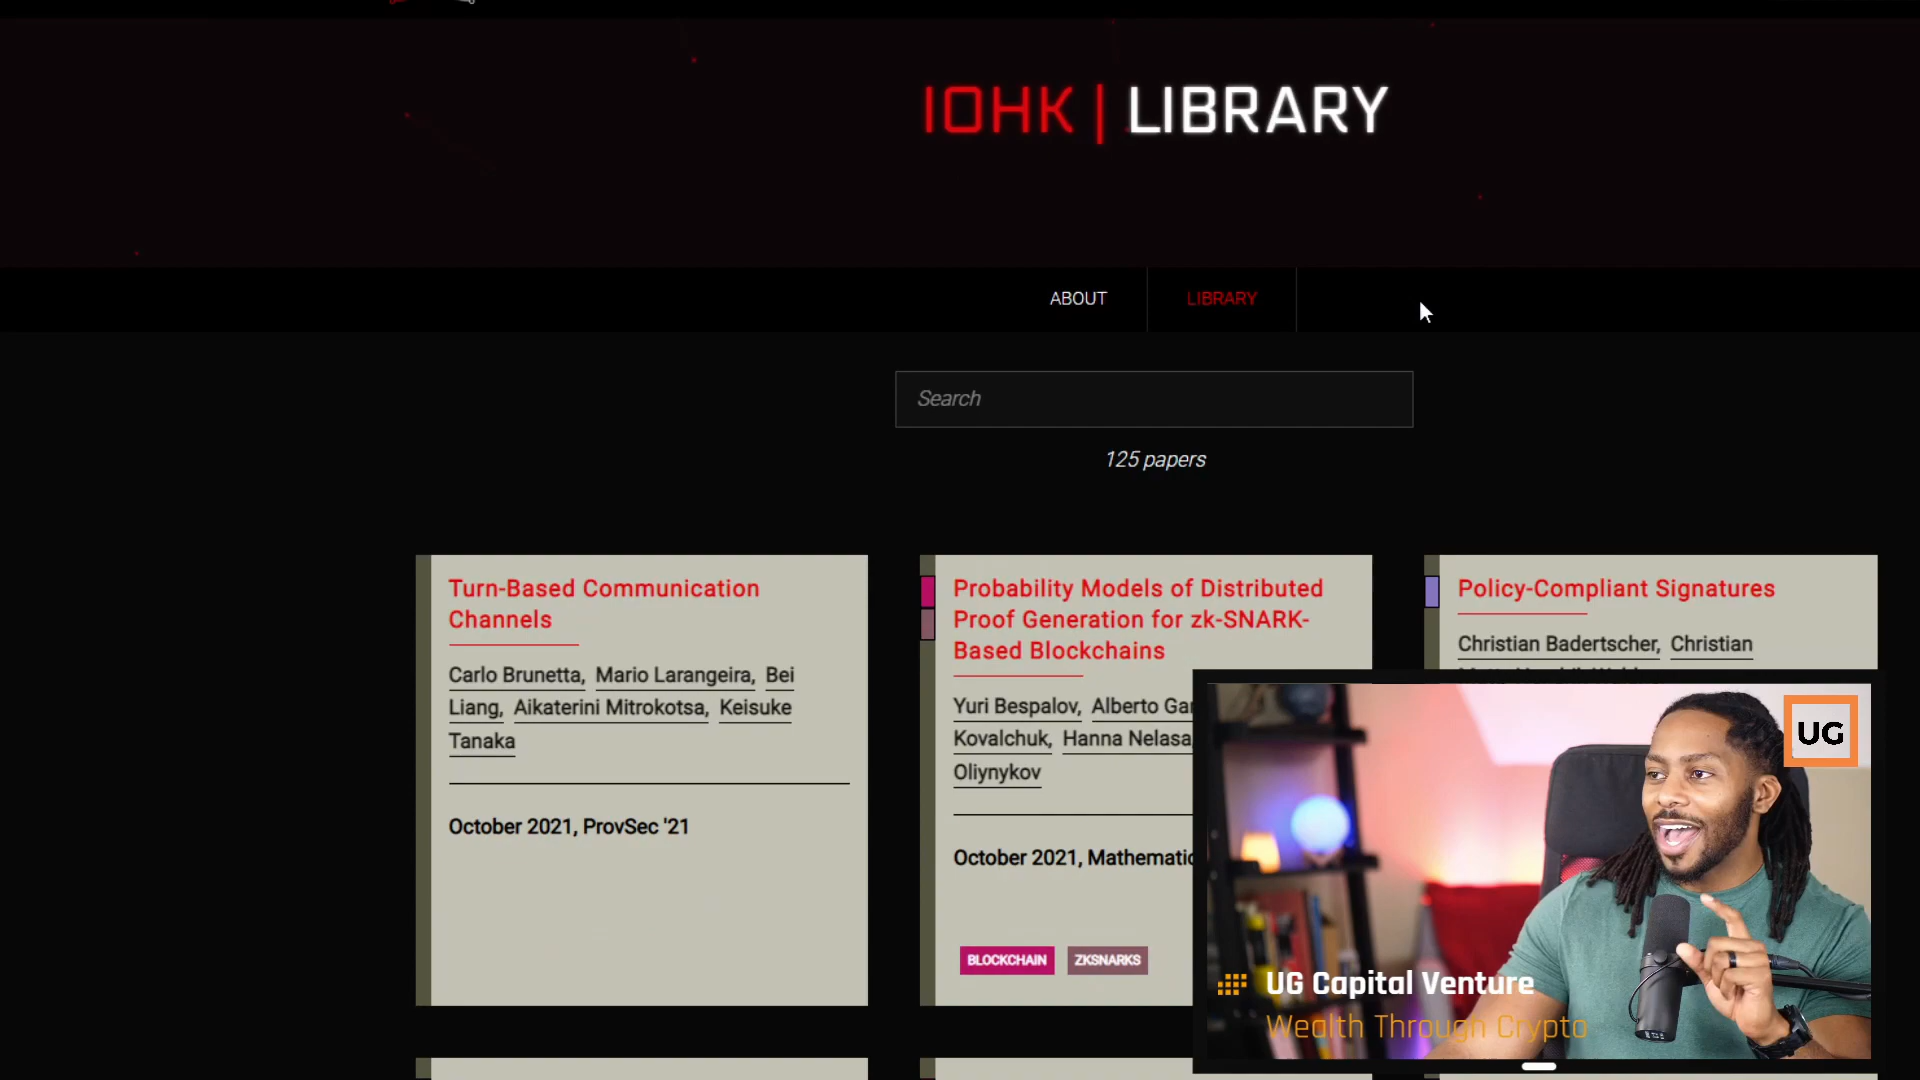 IOHK | LIBRARY
ABOUT
LIBRARY
Search
125 papers
Turn-Based Communication
Channels
Carlo Brunetta, Mario Larangeira, Bei
Liang, Aikaterini Mitrokotsa, Keisuke
Tanaka
October 2021, ProvSec '21
Probability Models of Distributed
Proof Generation for zk-SNARK-
Based Blockchains
Yuri Bespalov, Alberto
Kovalchuk, Hanna Nelasa,
Oliynykov
October 2021,
BLOCKCHAIN
ZKSNARKS
Policy-Compliant Signatures
Christian Badertscher, Christian
UG
UG Capital Venture
Wealth Through Crypto